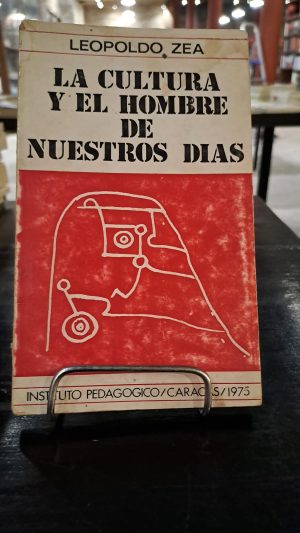 LEOPOLDO ZEA
LA CULTURA
Y EL HOMBRE
DE
NUESTROS DIAS
INSTITUTO PEDAGOGICO/CARACAS/1975